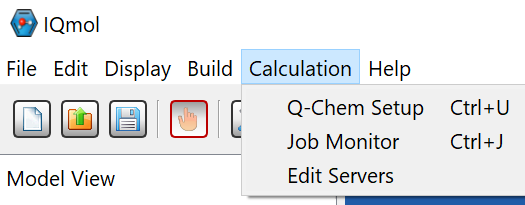 IQmol
File Edit Display Build Calculation Help
Q-Chem Setup Ctrl+U
Job Monitor Ctrl+J
Edit Servers
Model View